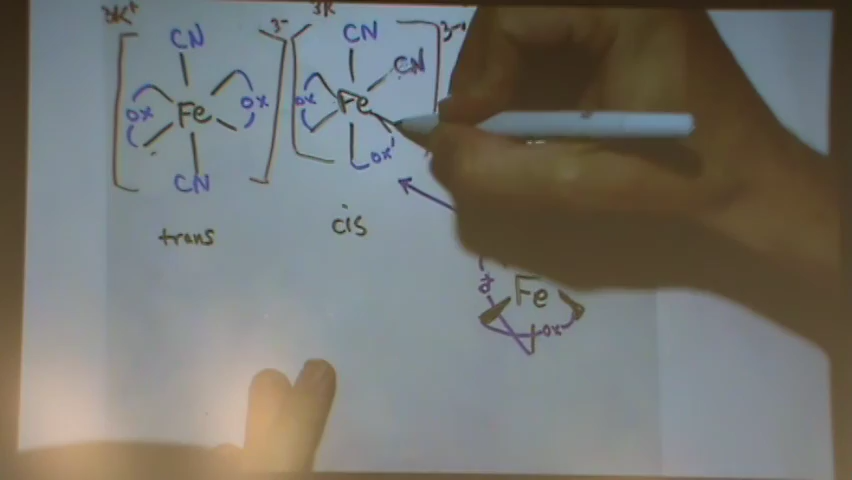 3K+ 3- 3K 3-
CN CN
CN
ox Fe ox ox Fe
ox
CN
trans cis
Fe
ox